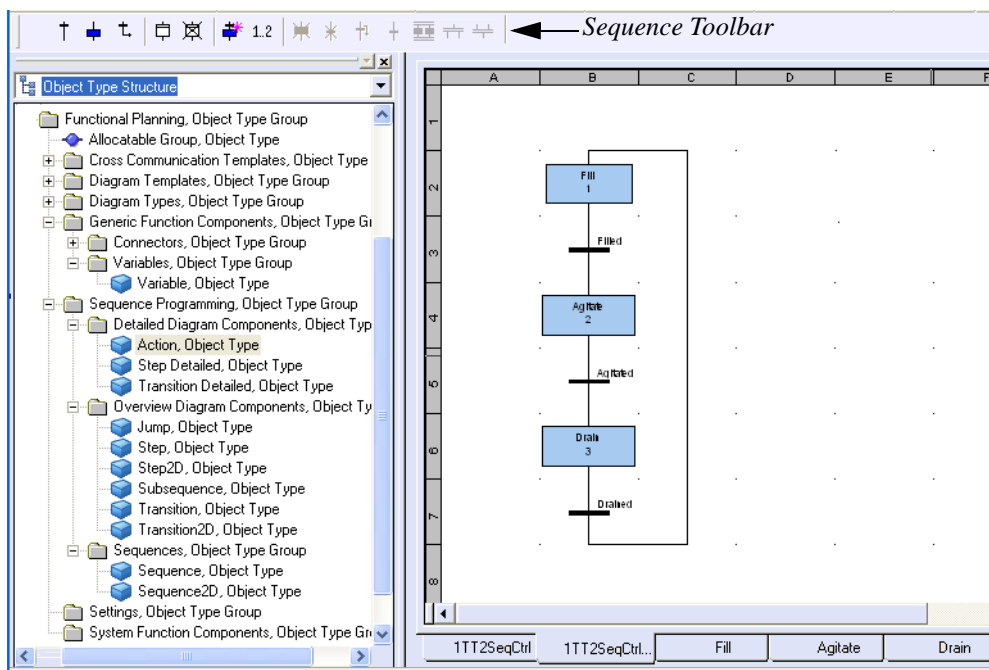 1..2
Sequence Toolbar
Object Type Structure
Functional Planning, Object Type Group
Allocatable Group, Object Type
Cross Communication Templates, Object Type
Diagram Templates, Object Type Group
Diagram Types, Object Type Group
Generic Function Components, Object Type Gr
Connectors, Object Type Group
Variables, Object Type Group
Variable, Object Type
Sequence Programming, Object Type Group
Detailed Diagram Components, Object Typ
Action, Object Type
Step Detailed, Object Type
Transition Detailed, Object Type
Overview Diagram Components, Object Ty
Jump, Object Type
Step, Object Type
Step2D, Object Type
Subsequence, Object Type
Transition, Object Type
Transition2D, Object Type
Sequences, Object Type Group
Sequence, Object Type
Sequence2D, Object Type
Settings, Object Type Group
System Function Components, Object Type Gr
A B C D E F
1
2
3
4
5
6
7
8
Fill
1
Filled
Agitate
2
Agitated
Drain
3
Drained
1TT2SeqCtrl 1TT2SeqCtrl... Fill Agitate Drain